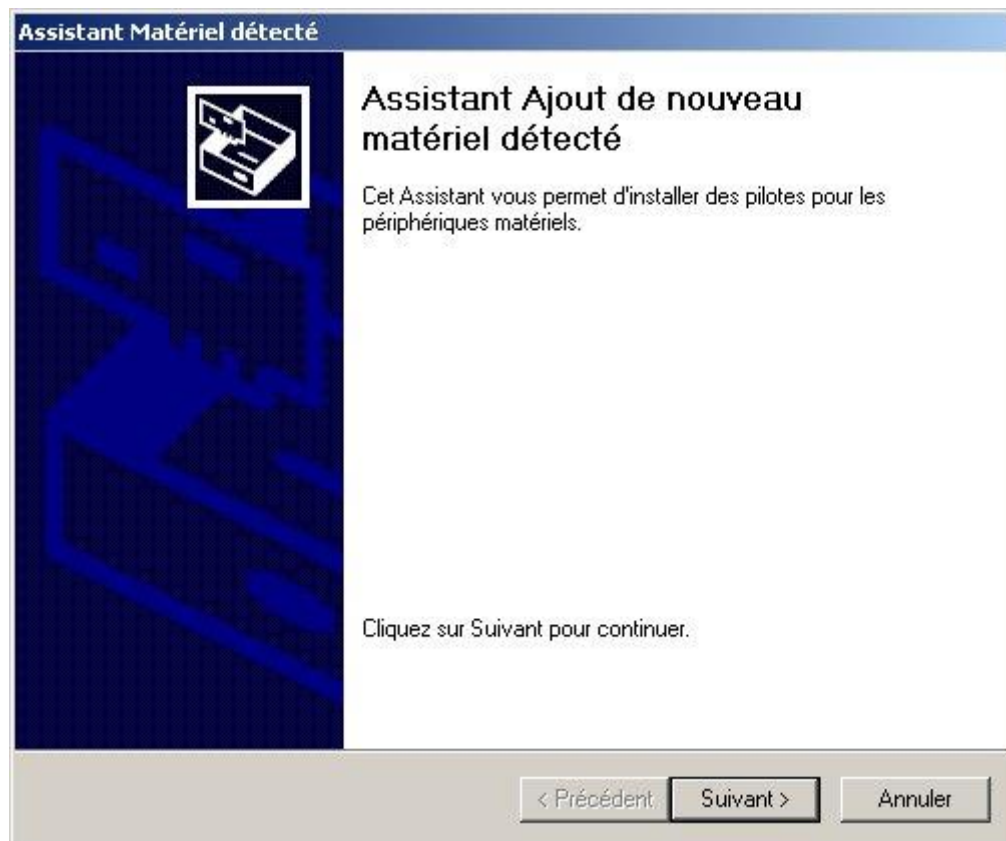 Assistant Matériel détecté
Assistant Ajout de nouveau
matériel détecté
Cet Assistant vous permet d'installer des pilotes pour les
périphériques matériels.
Cliquez sur Suivant pour continuer.
< Précédent
Suivant >
Annuler